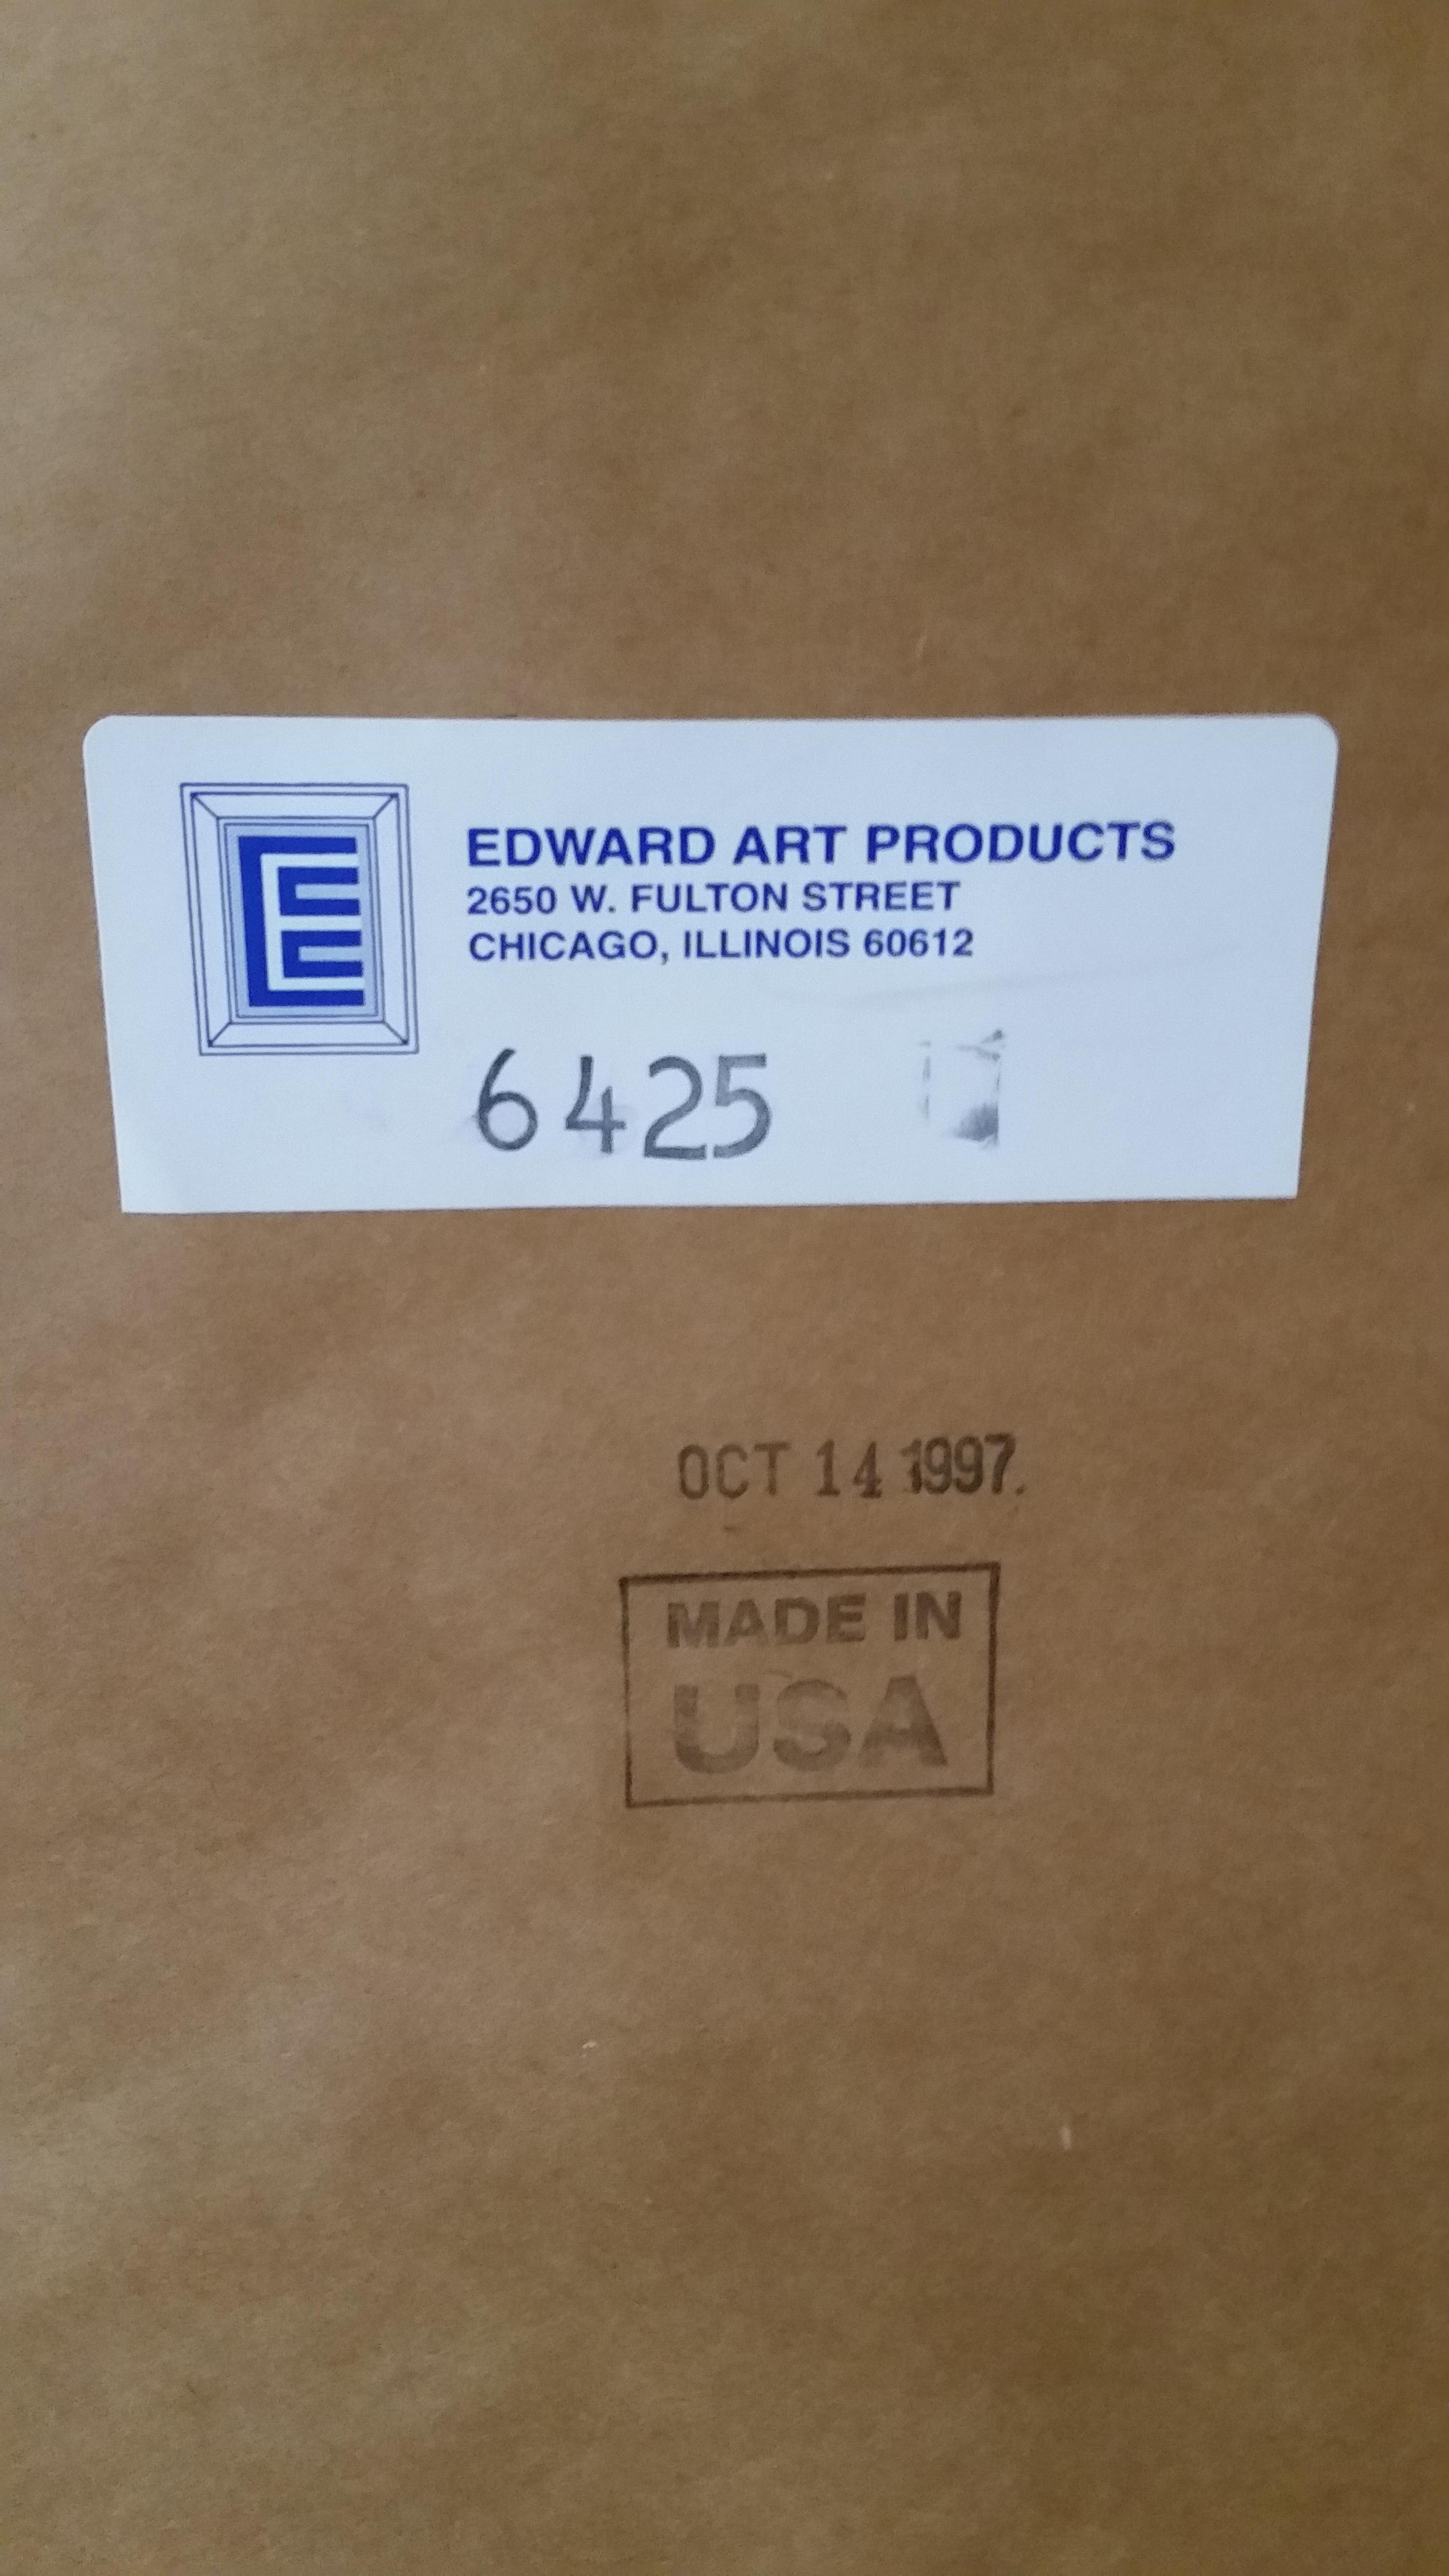 E
EDWARD ART PRODUCTS
2650 W. FULTON STREET
CHICAGO, ILLINOIS 60612
6425
OCT 14 1997.
MADE IN
USA